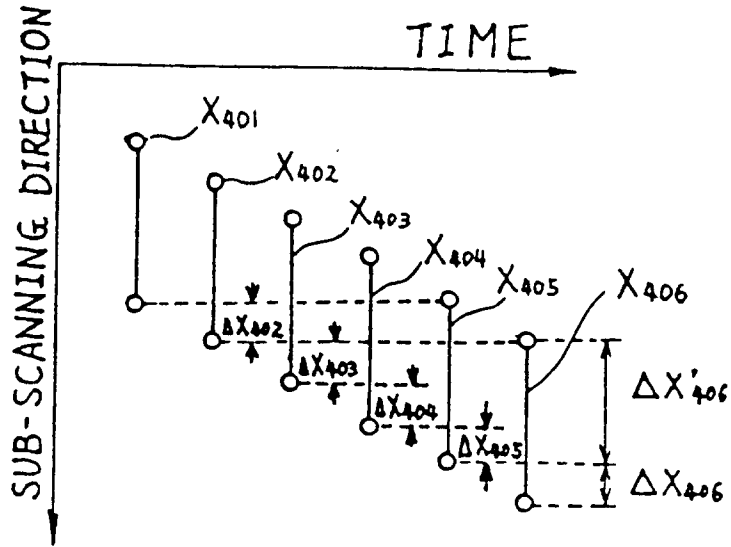 TIME
SUB-SCANNING DIRECTION
X401
X402
X403
X404
X405
X406
ΔX402
ΔX403
ΔX404
ΔX405
ΔX'406
ΔX406